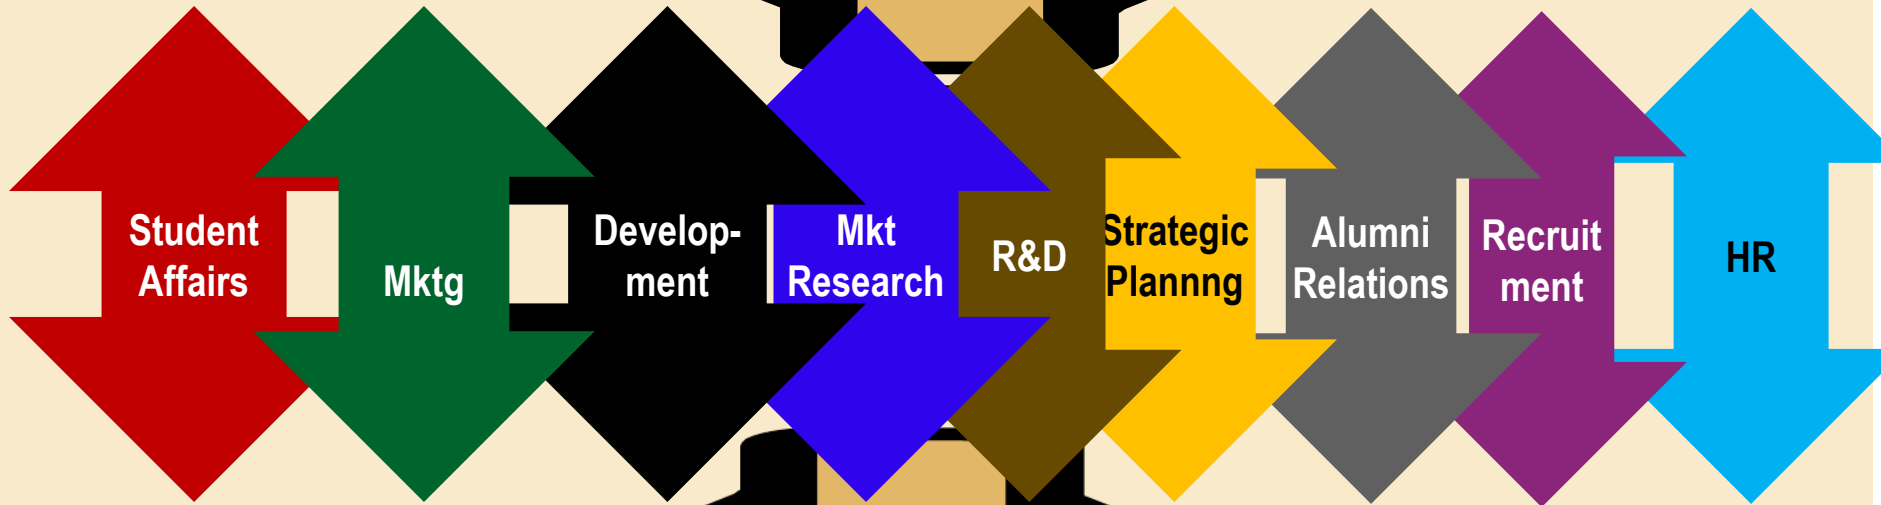 Student
Affairs
Mktg
Develop-
ment
Mkt
Research
R&D
Strategic
Plannng
Alumni
Relations
Recruit
ment
HR